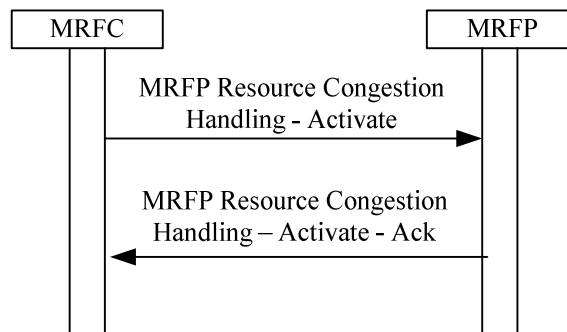 MRFC
MRFP
MRFP Resource Congestion
Handling - Activate
MRFP Resource Congestion
Handling – Activate - Ack